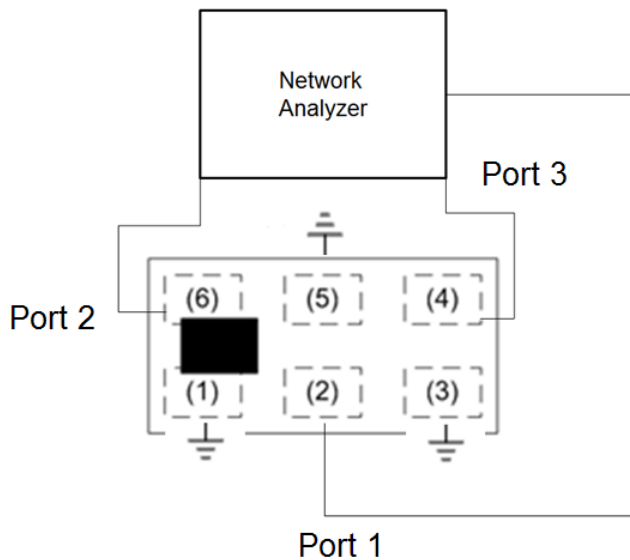 Network
Analyzer
Port 3
(6)
(5)
(4)
Port 2
(1)
(2)
(3)
Port 1